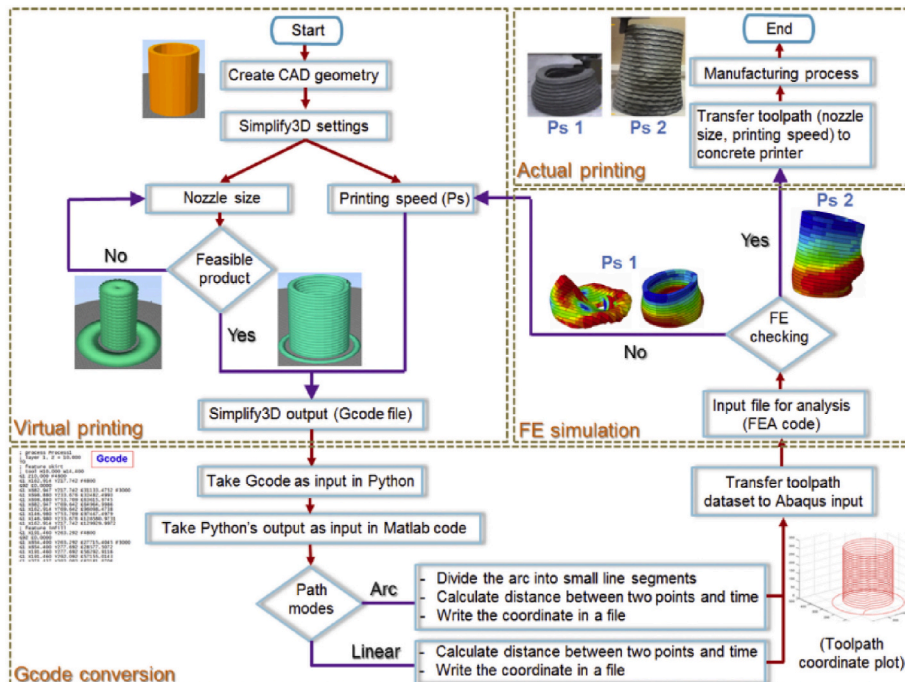 Start
Create CAD geometry
Simplify3D settings
Nozzle size
Printing speed (Ps)
No
Feasible
product
Yes
Simplify3D output (Gcode file)
Virtual printing
End
Manufacturing process
Transfer toolpath (nozzle
size, printing speed) to
concrete printer
Ps 1
Ps 2
Actual printing
Ps 2
Yes
Ps 1
FE
checking
No
Input file for analysis
(FEA code)
FE simulation
Gcode
Take Gcode as input in Python
Take Python's output as input in Matlab code
Path
modes
Arc
- Divide the arc into small line segments
- Calculate distance between two points and time
- Write the coordinate in a file
Linear
- Calculate distance between two points and time
- Write the coordinate in a file
Transfer toolpath
dataset to Abaqus input
(Toolpath
coordinate plot)
Gcode conversion